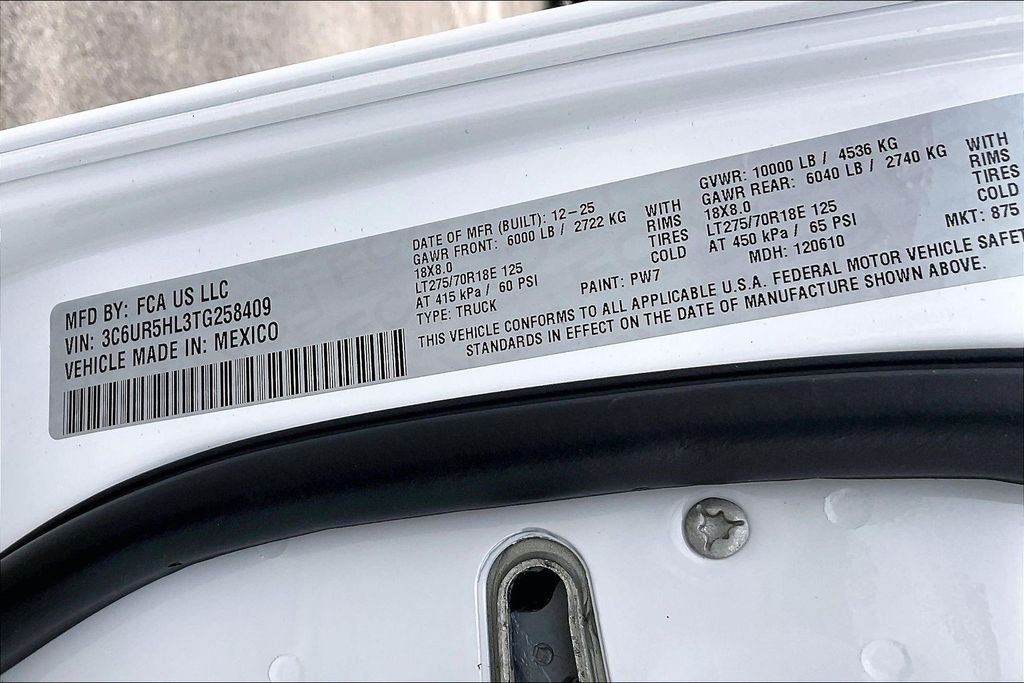 MFD BY: FCA US LLC
VIN: 3C6UR5HL3TG258409
VEHICLE MADE IN: MEXICO
DATE OF MFR (BUILT): 12-25
GAWR FRONT: 6000 LB / 2722 KG
18X8.0
LT275/70R18E 125
AT 415 kPa / 60 PSI
TYPE: TRUCK
WITH
RIMS
TIRES
COLD
PAINT: PW7
GVWR: 10000 LB / 4536 KG
GAWR REAR: 6040 LB / 2740 KG
18X8.0
LT275/70R18E 125
AT 450 kPa / 65 PSI
MDH: 120610
WITH
RIMS
TIRES
COLD
MKT: 875
THIS VEHICLE CONFORMS TO ALL APPLICABLE U.S.A. FEDERAL MOTOR VEHICLE SAFET
STANDARDS IN EFFECT ON THE DATE OF MANUFACTURE SHOWN ABOVE.